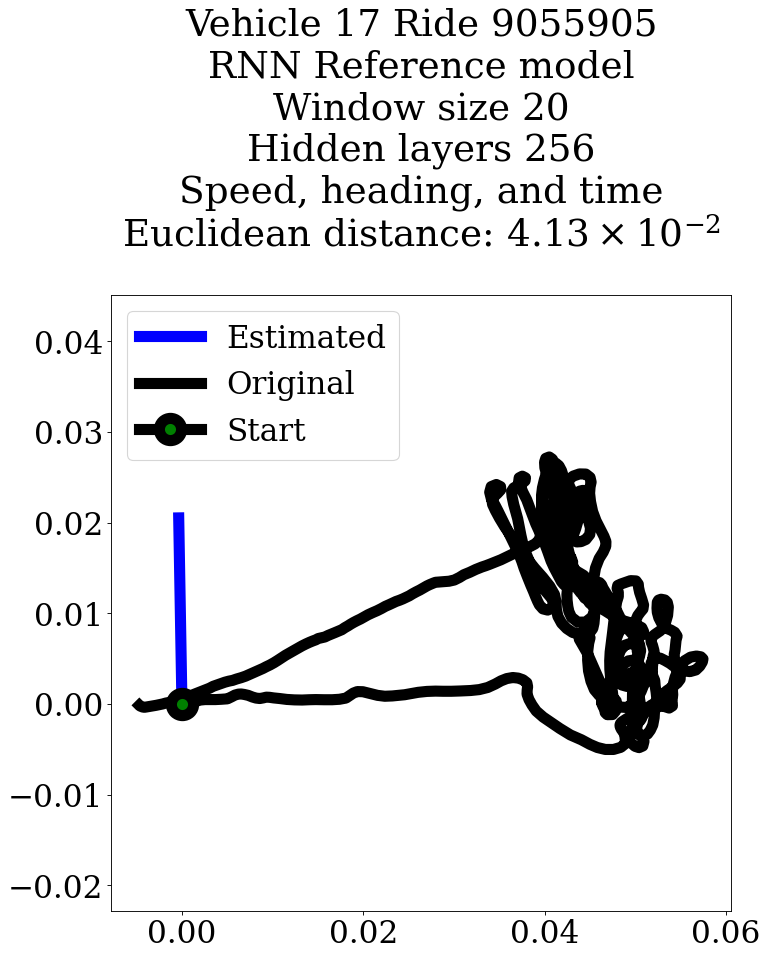 Vehicle 17 Ride 9055905
RNN Reference model
Window size 20
Hidden layers 256
Speed, heading, and time
Euclidean distance: 4.13 × 10⁻²
Estimated
Original
Start
0.04
0.03
0.02
0.01
0.00
−0.01
−0.02
0.00 0.02 0.04 0.06